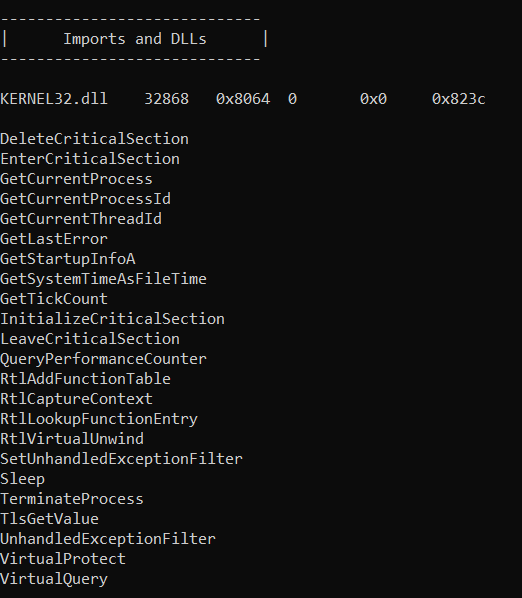 -----------------------------
|      Imports and DLLs      |
-----------------------------
KERNEL32.dll    32868   0x8064  0       0x0     0x823c
DeleteCriticalSection
EnterCriticalSection
GetCurrentProcess
GetCurrentProcessId
GetCurrentThreadId
GetLastError
GetStartupInfoA
GetSystemTimeAsFileTime
GetTickCount
InitializeCriticalSection
LeaveCriticalSection
QueryPerformanceCounter
RtlAddFunctionTable
RtlCaptureContext
RtlLookupFunctionEntry
RtlVirtualUnwind
SetUnhandledExceptionFilter
Sleep
TerminateProcess
TlsGetValue
UnhandledExceptionFilter
VirtualProtect
VirtualQuery